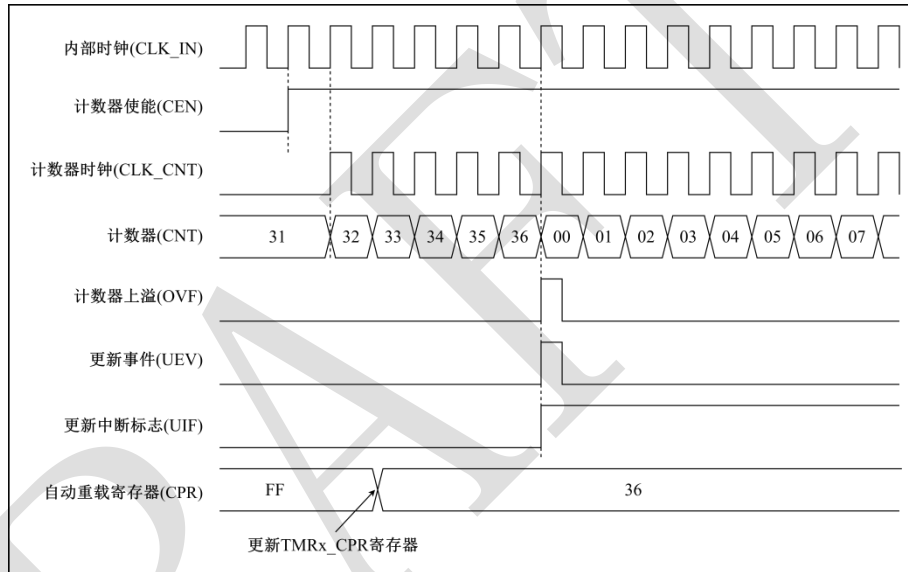 内部时钟(CLK_IN)
计数器使能(CEN)
计数器时钟(CLK_CNT)
计数器(CNT) 31 32 33 34 35 36 00 01 02 03 04 05 06 07
计数器上溢(OVF)
更新事件(UEV)
更新中断标志(UIF)
自动重载寄存器(CPR) FF 36
更新TMRx_CPR寄存器